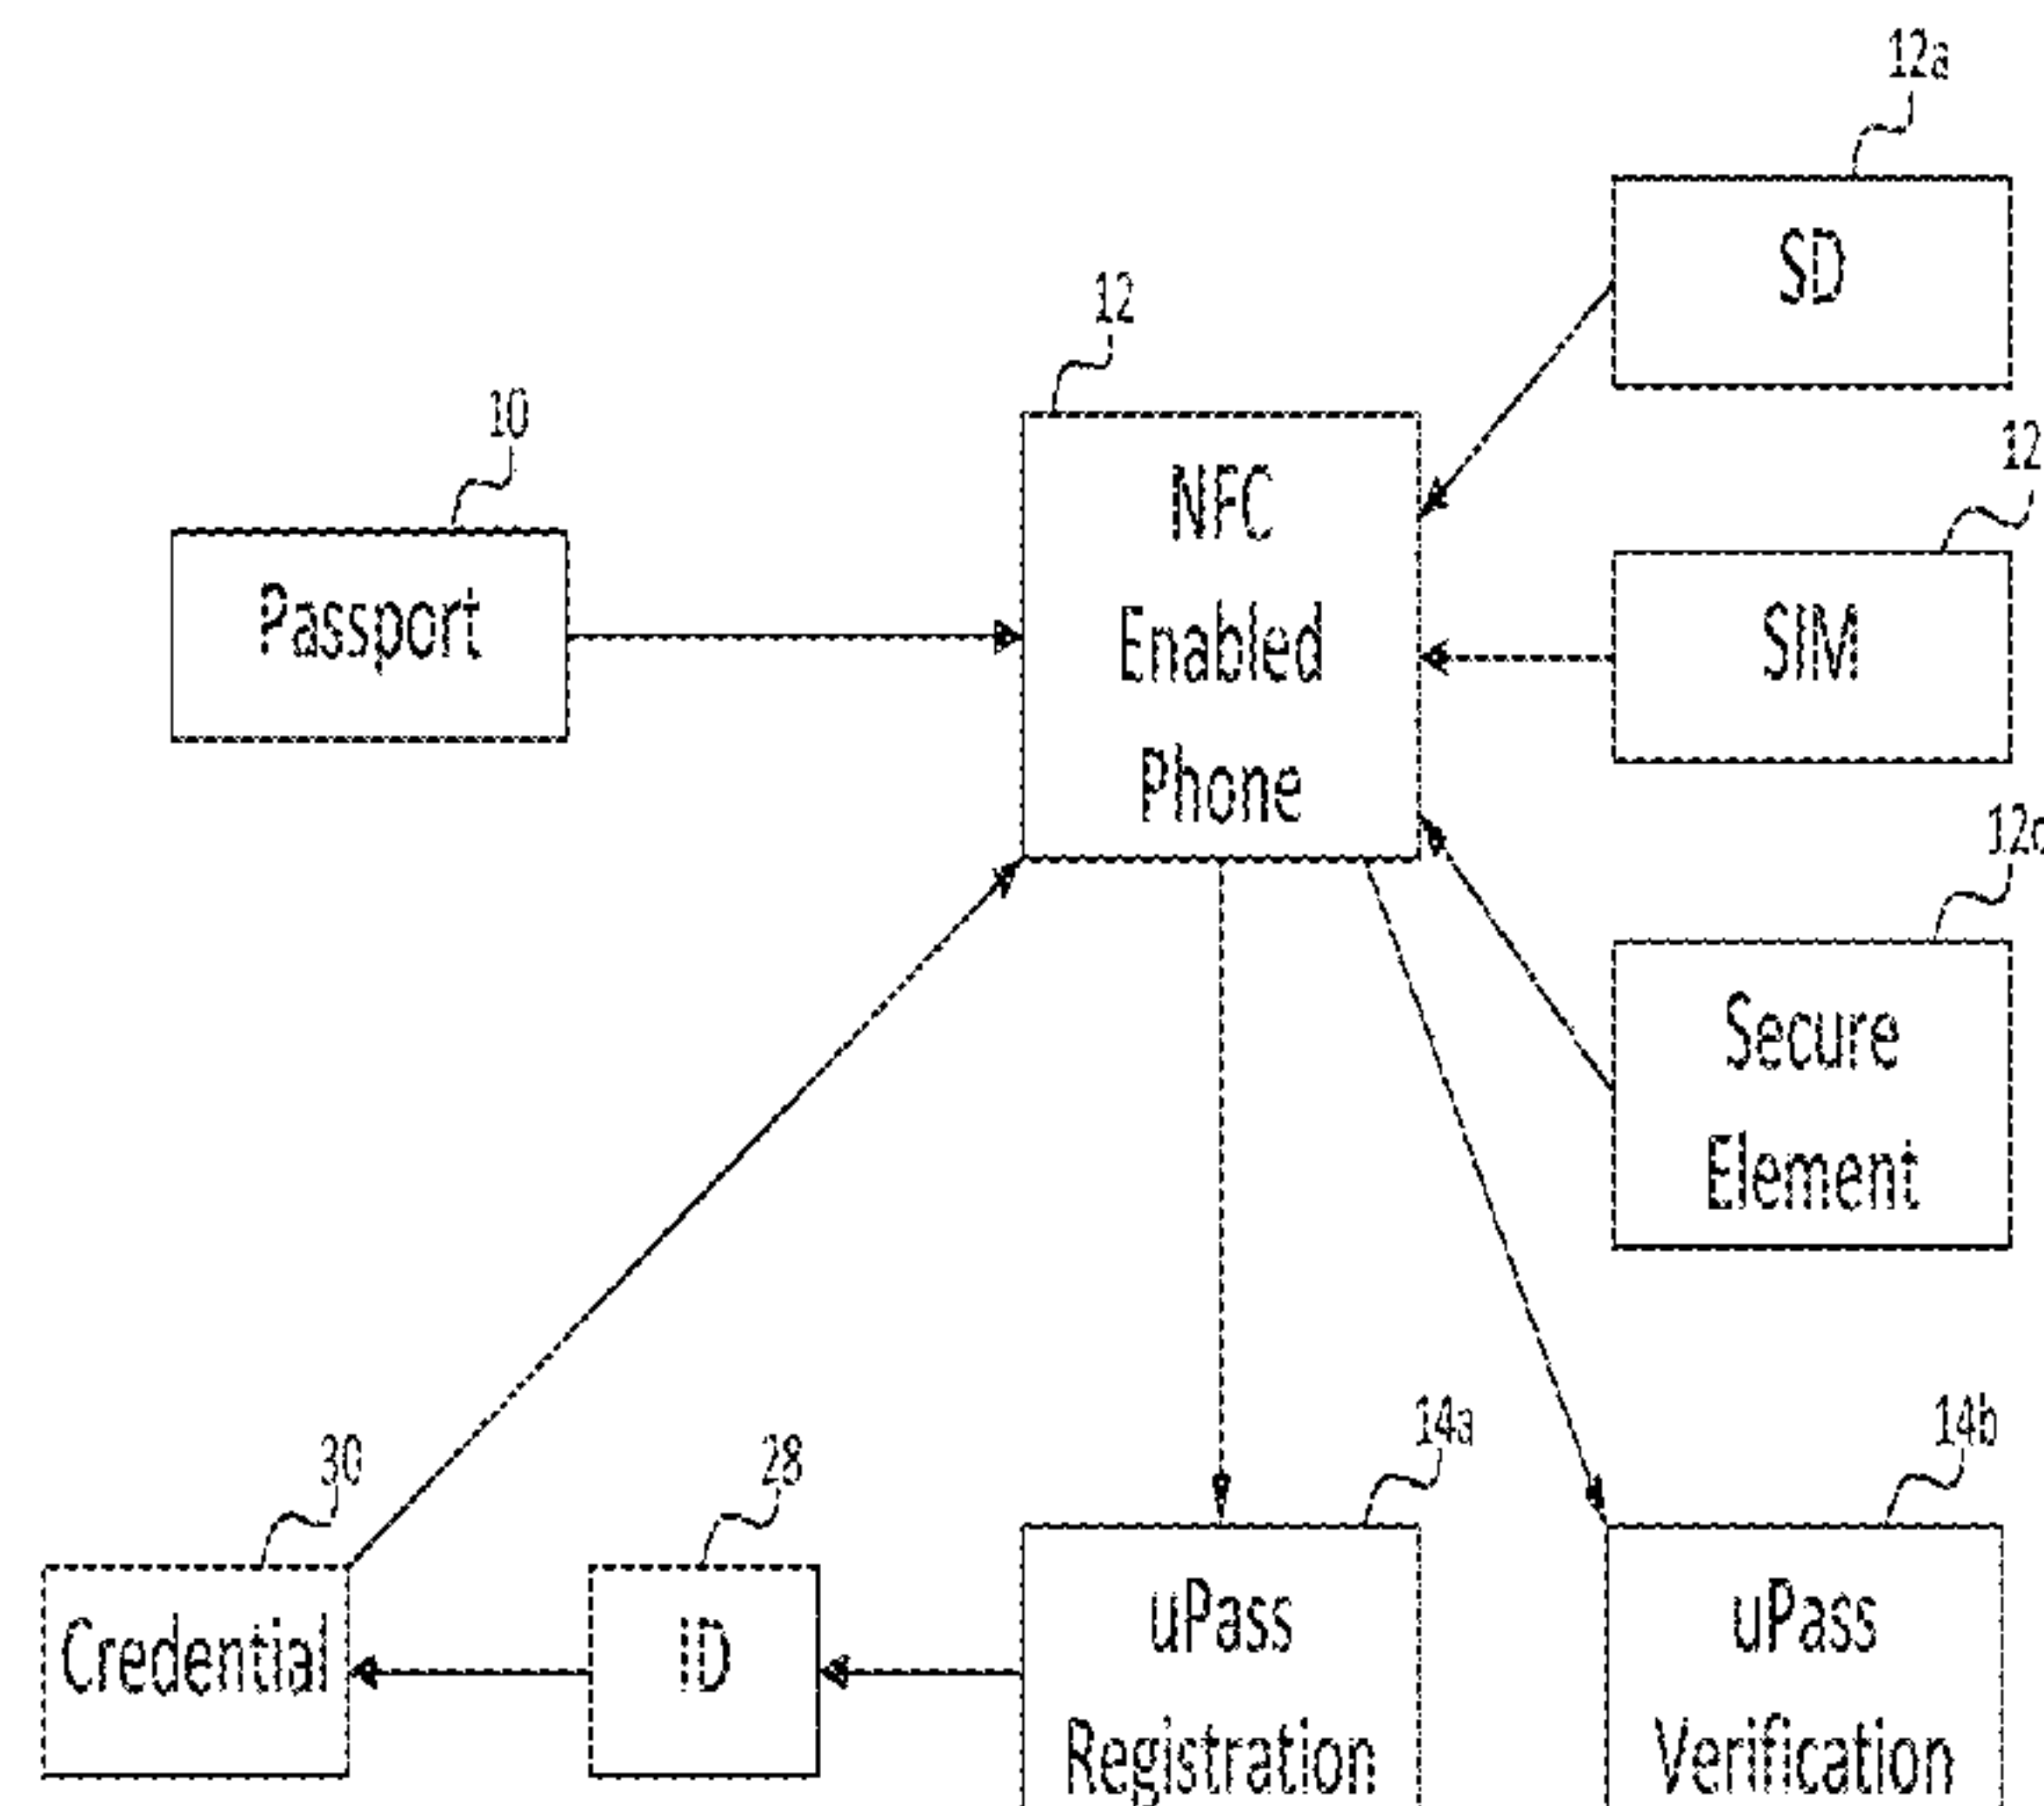 12a
SD
12
10
NFC
Enabled
Phone
Passport
12
SIM
Secure
Element
14a
14b
30
28
Credential
ID
uPass
Registration
uPass
Verification